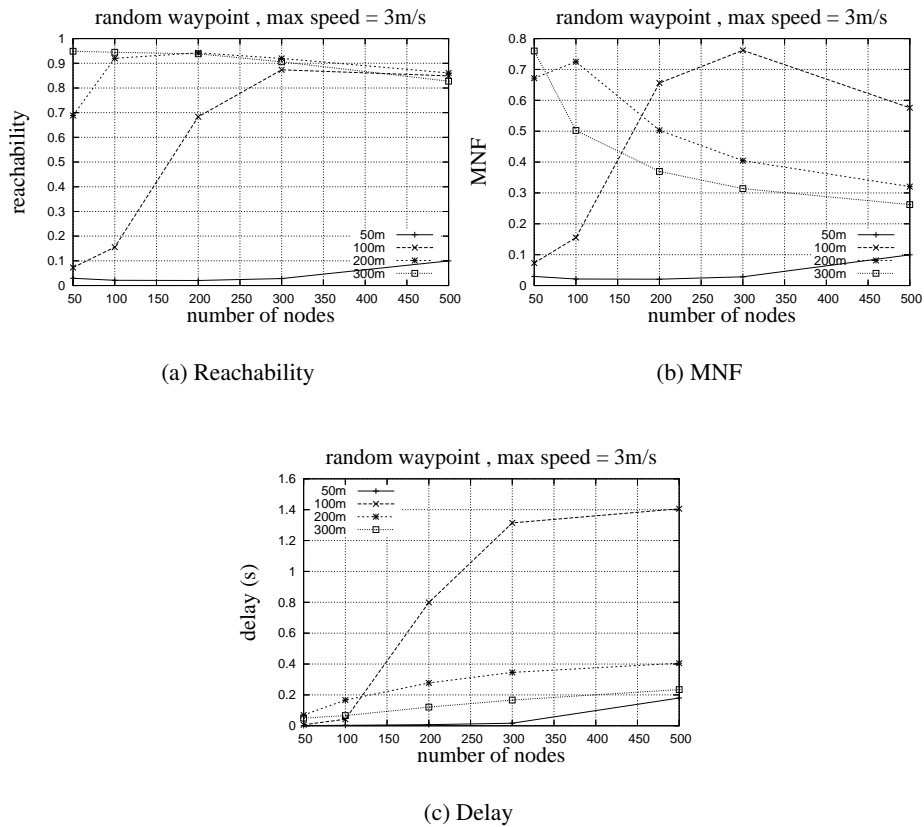 random waypoint , max speed = 3m/s
1
0.9
0.8
0.7
0.6
0.5
0.4
0.3
0.2
0.1
0
reachability
50m
100m
200m
300m
50 100 150 200 250 300 350 400 450 500
number of nodes
(a) Reachability
random waypoint , max speed = 3m/s
0.8
0.7
0.6
0.5
0.4
0.3
0.2
0.1
0
MNF
50m
100m
200m
300m
50 100 150 200 250 300 350 400 450 500
number of nodes
(b) MNF
random waypoint , max speed = 3m/s
1.6
1.4
1.2
1
0.8
0.6
0.4
0.2
0
delay (s)
50m
100m
200m
300m
50 100 150 200 250 300 350 400 450 500
number of nodes
(c) Delay